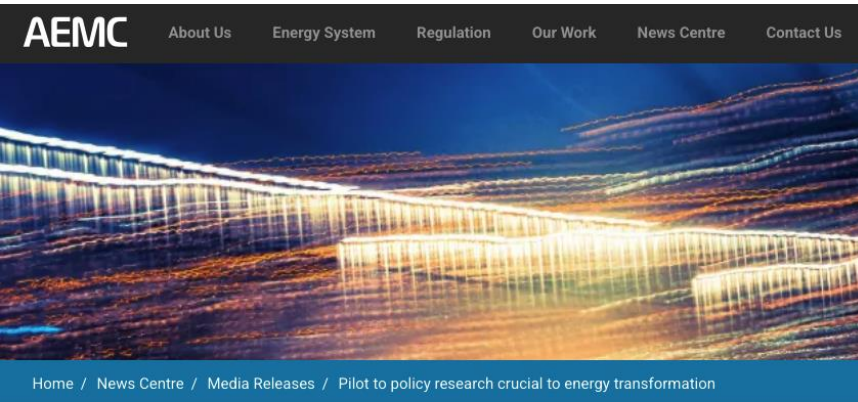 AEMC About Us Energy System Regulation Our Work News Centre Contact Us
Home / News Centre / Media Releases / Pilot to policy research crucial to energy transformation